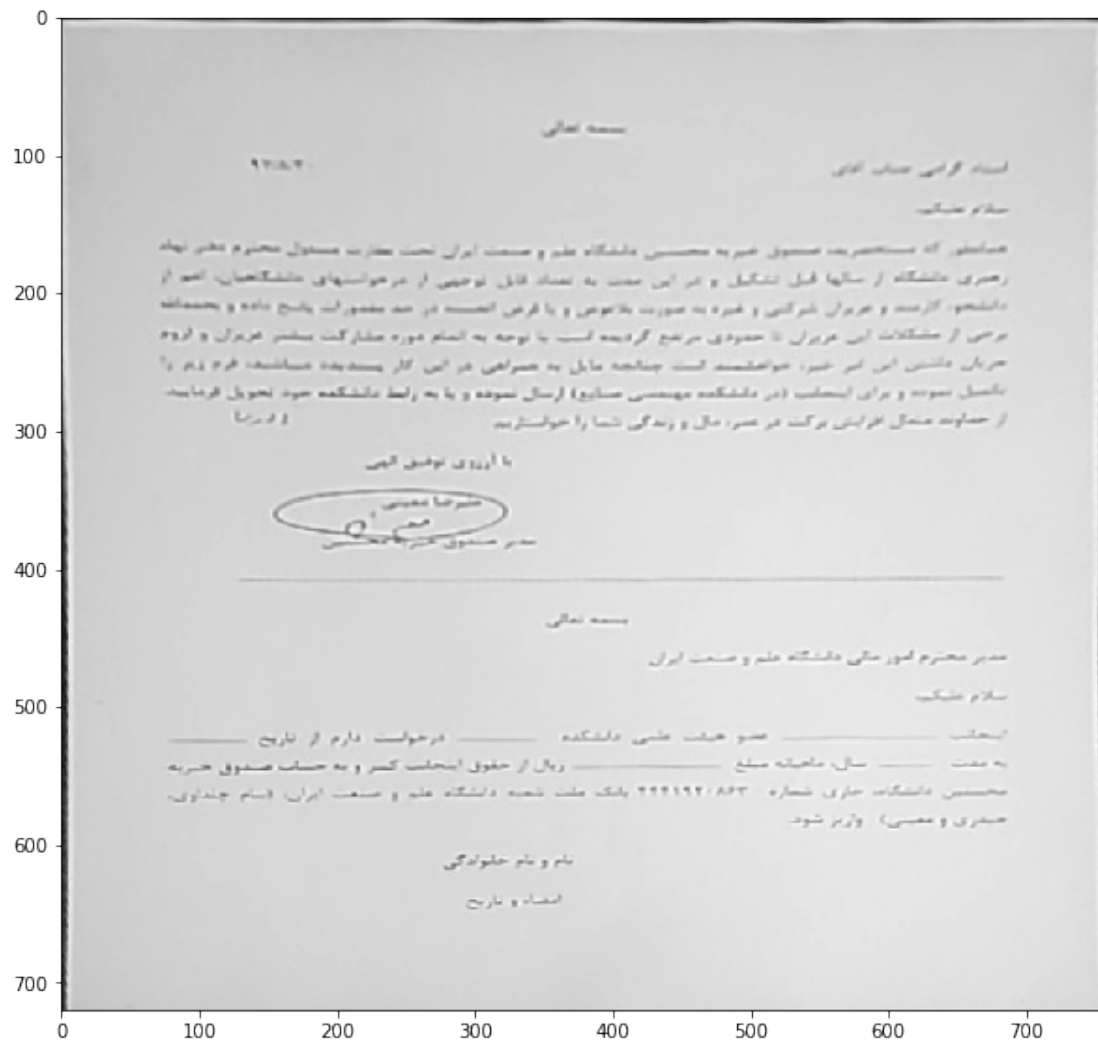 بسمه تعالی
استاد گرامی جناب آقای
سلام علیکم،
همانطور که مستحضرید، صندوق خیریه محسنین دانشگاه علم و صنعت ایران تحت نظارت مسئول محترم دفتر نهاد
رهبری دانشگاه از سالها قبل تشکیل و در این مدت به تعداد قابل توجهی از درخواستهای دانشگاهیان، اعم از
دانشجو، کارمند و عزیزان شرکتی و غیره به صورت بلاعوض و یا قرض الحسنه در حد مقدورات پاسخ داده و بحمدالله
برخی از مشکلات این عزیزان تا حدودی مرتفع گردیده است. با توجه به اتمام دوره مشارکت بیشتر عزیزان و لزوم
جریان داشتن این امر خیر، خواهشمند است چنانچه مایل به همراهی در این کار پسندیده میباشید، فرم زیر را
تکمیل نموده و برای اینجانب (در دانشکده مهندسی صنایع) ارسال نموده و یا به رابط دانشکده خود تحویل فرمایید.
از خداوند متعال افزایش برکت در عمر، مال و زندگی شما را خواستاریم.
با آرزوی توفیق الهی
علیرضا معینی
مدیر صندوق خیریه محسنین
بسمه تعالی
مدیر محترم امور مالی دانشگاه علم و صنعت ایران
سلام علیکم،
اینجانب عضو هیئت علمی دانشکده درخواست دارم از تاریخ
به مدت سال، ماهیانه مبلغ ریال از حقوق اینجانب کسر و به حساب صندوق خیریه
محسنین دانشگاه، جاری شماره بانک ملت شعبه دانشگاه علم و صنعت ایران، (بنام چنداوی،
حیدری و معینی) واریز شود.
نام و نام خانوادگی
امضاء و تاریخ